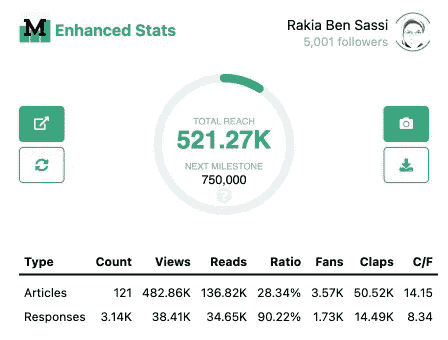 M Enhanced Stats
Rakia Ben Sassi
5,001 followers
TOTAL REACH
521.27K
NEXT MILESTONE
750,000
?
Type Count Views Reads Ratio Fans Claps C/F
Articles 121 482.86K 136.82K 28.34% 3.57K 50.52K 14.15
Responses 3.14K 38.41K 34.65K 90.22% 1.73K 14.49K 8.34